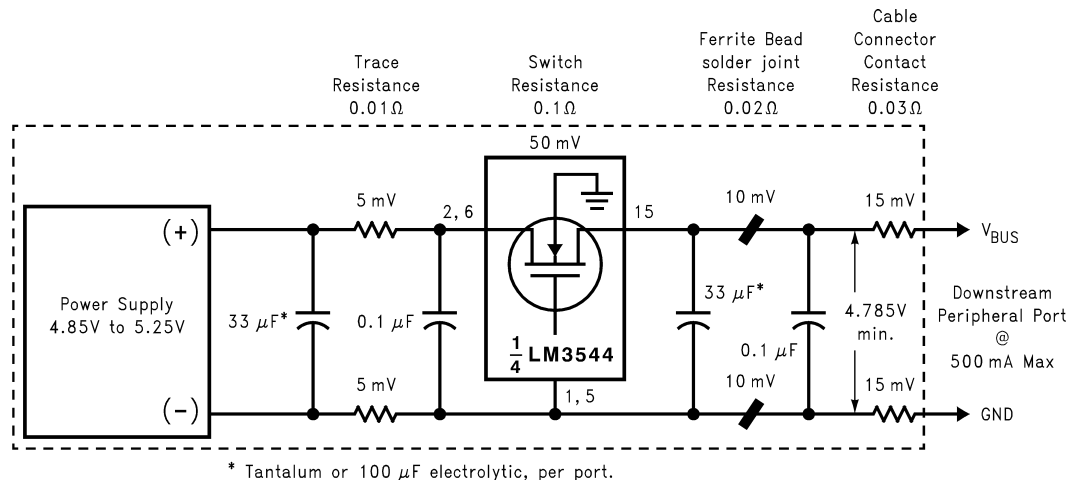 Trace
Resistance
0.01Ω
Switch
Resistance
0.1Ω
Ferrite Bead
solder joint
Resistance
0.02Ω
Cable
Connector
Contact
Resistance
0.03Ω
50 mV
5 mV
2, 6
15
10 mV
15 mV
(+)
V_BUS
Power Supply
4.85V to 5.25V
33 μF*
0.1 μF
1/4 LM3544
33 μF*
0.1 μF
4.785V
min.
Downstream
Peripheral Port
@
500 mA Max
5 mV
1, 5
10 mV
15 mV
(-)
GND
* Tantalum or 100 μF electrolytic, per port.